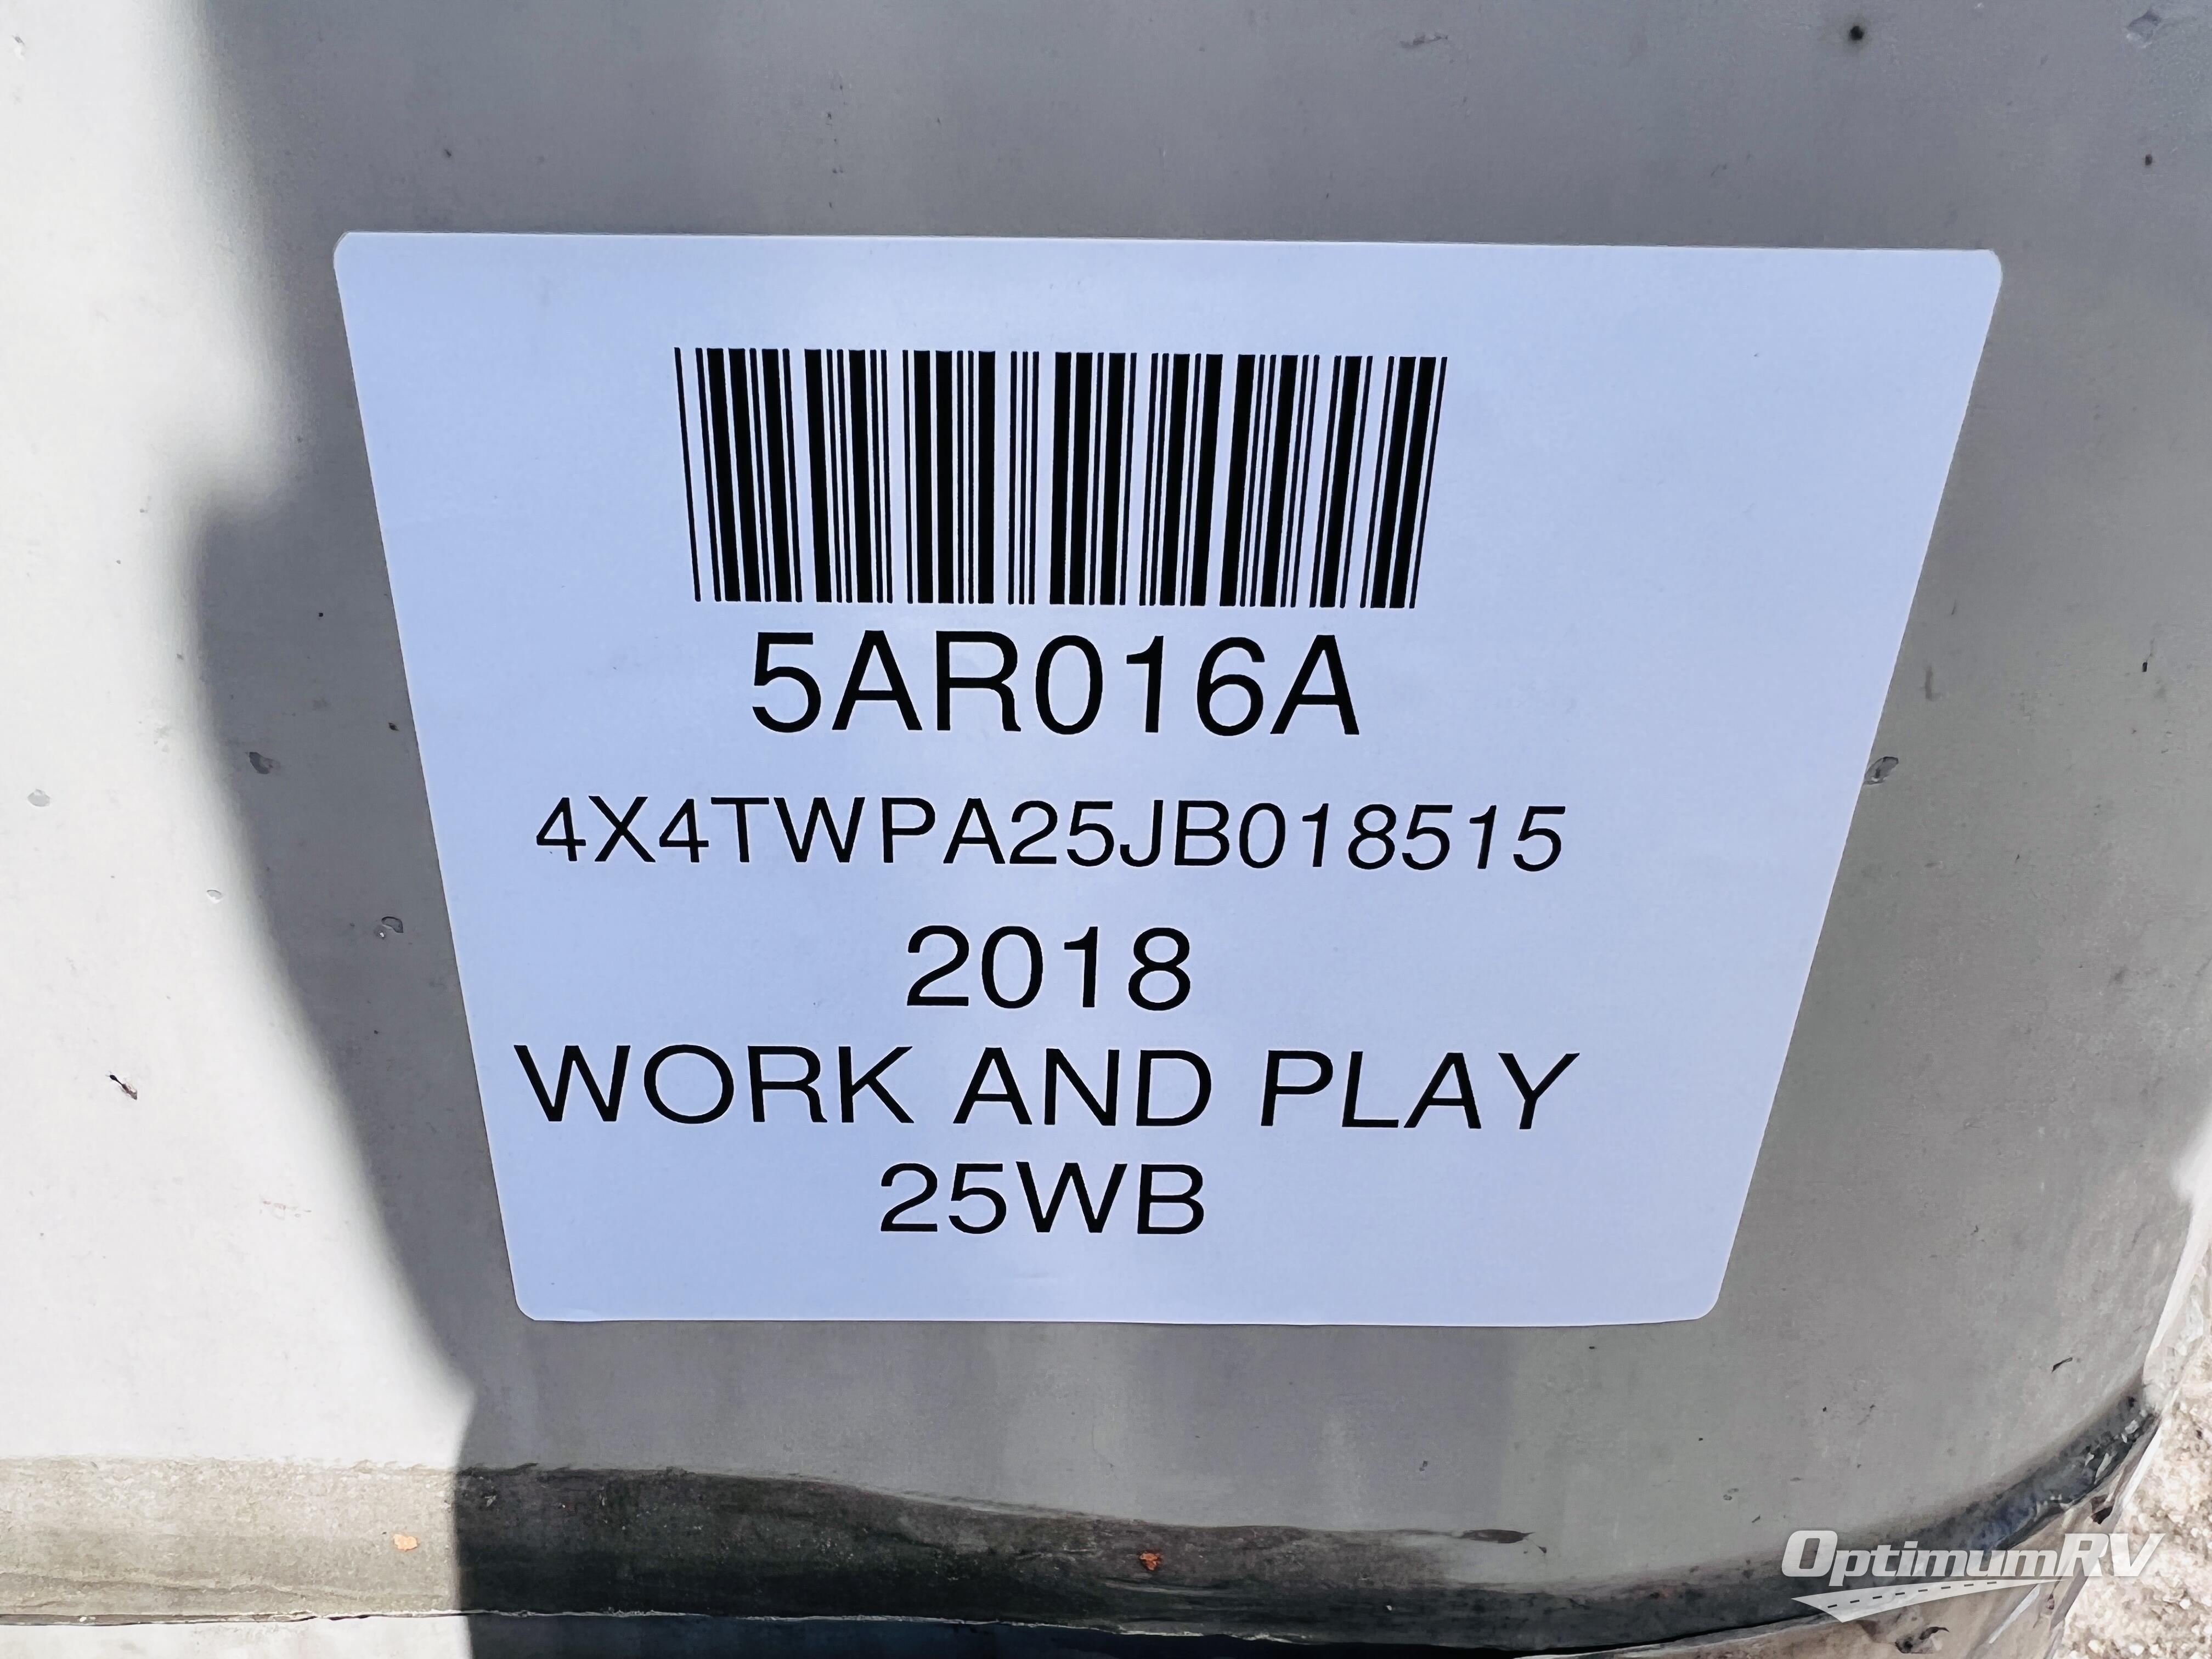 5AR016A
4X4TWPA25JB018515
2018
WORK AND PLAY
25WB
OptimumRV